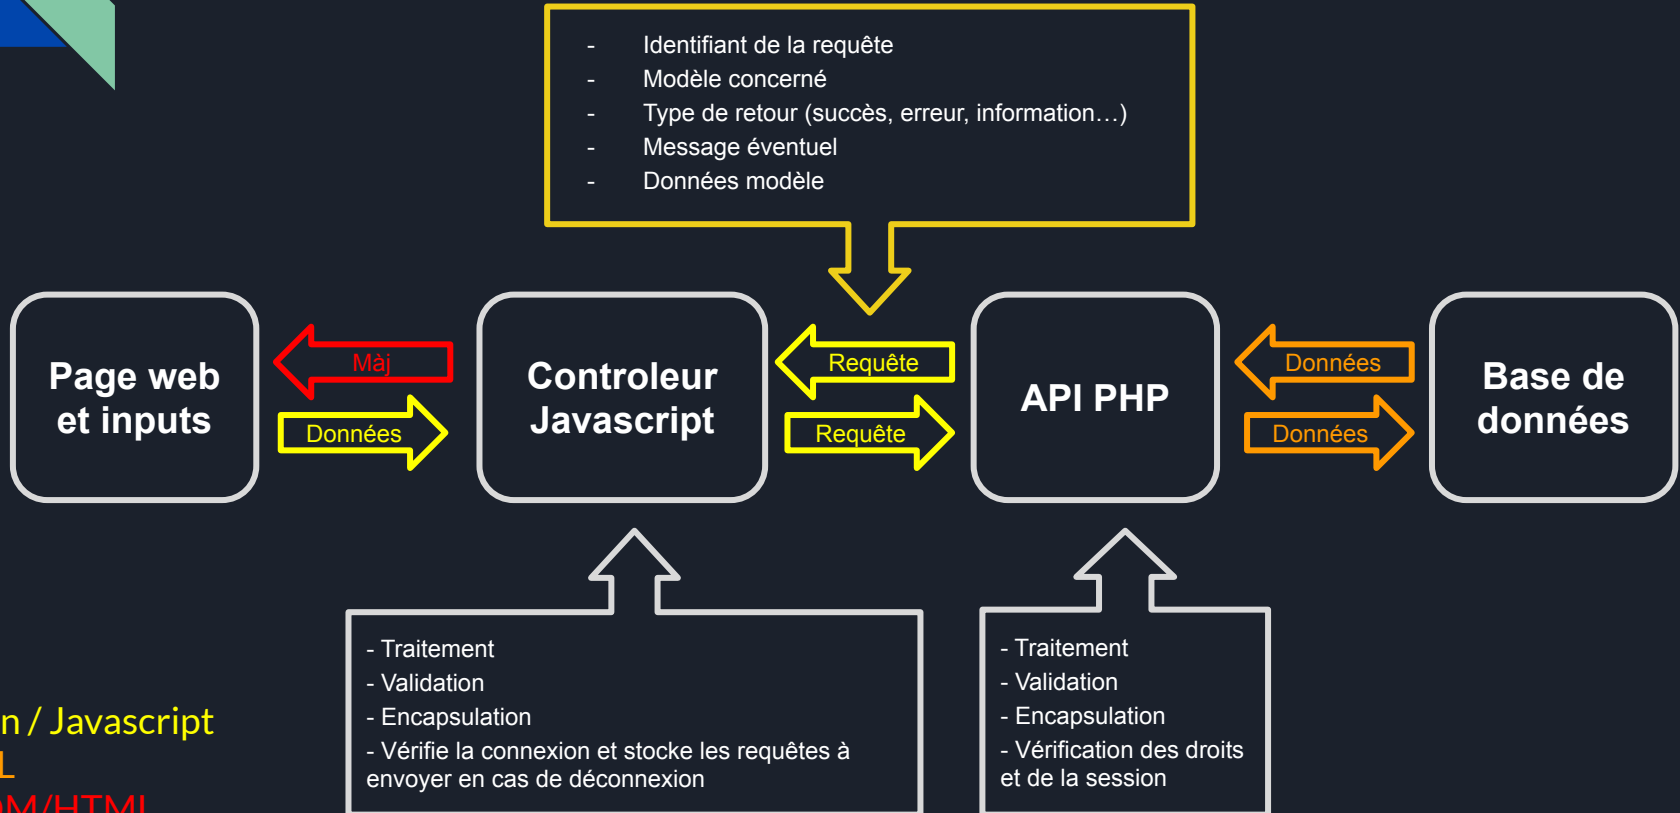 - Identifiant de la requête
- Modèle concerné
- Type de retour (succès, erreur, information…)
- Message éventuel
- Données modèle
Page web
et inputs
Màj
Données
Controleur
Javascript
Requête
Requête
API PHP
Données
Données
Base de
données
- Traitement
- Validation
- Encapsulation
- Vérifie la connexion et stocke les requêtes à
envoyer en cas de déconnexion
- Traitement
- Validation
- Encapsulation
- Vérification des droits
et de la session
n / Javascript
L
OM/HTML